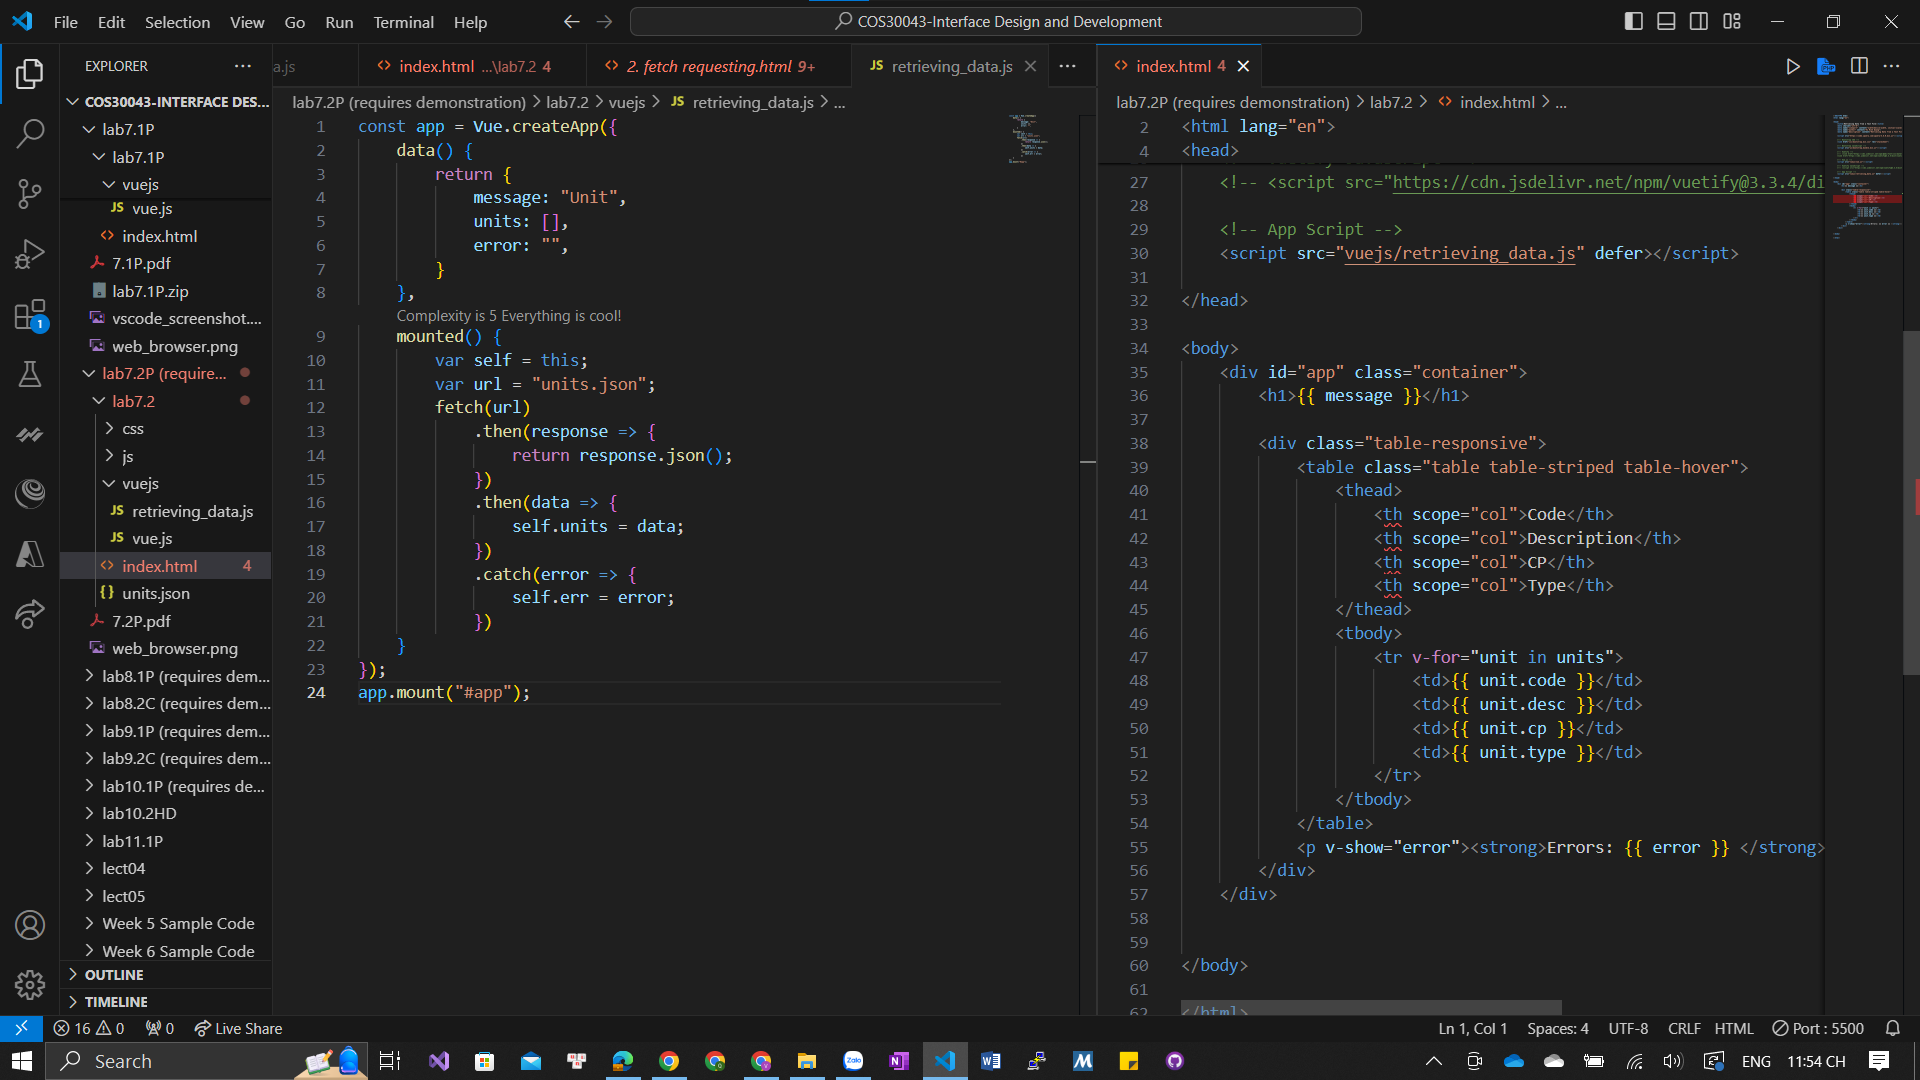 File Edit Selection View Go Run Terminal Help
COS30043-Interface Design and Development
EXPLORER ...
COS30043-INTERFACE DES...
lab7.1P
lab7.1P
vuejs
JS vue.js
index.html
7.1P.pdf
lab7.1P.zip
vscode_screenshot....
web_browser.png
lab7.2P (require...
lab7.2
css
js
vuejs
JS retrieving_data.js
JS vue.js
index.html 4
{} units.json
7.2P.pdf
web_browser.png
lab8.1P (requires dem...
lab8.2C (requires dem...
lab9.1P (requires dem...
lab9.2C (requires dem...
lab10.1P (requires de...
lab10.2HD
lab11.1P
lect04
lect05
Week 5 Sample Code
Week 6 Sample Code
OUTLINE
TIMELINE
1
a.js index.html ...\lab7.2 4 2. fetch requesting.html 9+ JS retrieving_data.js
lab7.2P (requires demonstration) > lab7.2 > vuejs > JS retrieving_data.js > ...
1 const app = Vue.createApp({
2 data() {
3 return {
4 message: "Unit",
5 units: [],
6 error: "",
7 }
8 },
Complexity is 5 Everything is cool!
9 mounted() {
10 var self = this;
11 var url = "units.json";
12 fetch(url)
13 .then(response => {
14 return response.json();
15 })
16 .then(data => {
17 self.units = data;
18 })
19 .catch(error => {
20 self.err = error;
21 })
22 }
23 });
24 app.mount("#app");
index.html 4
lab7.2P (requires demonstration) > lab7.2 > index.html > ...
2 <html lang="en">
4 <head>
27 <!-- <script src="https://cdn.jsdelivr.net/npm/vuetify@3.3.4/di
28
29 <!-- App Script -->
30 <script src="vuejs/retrieving_data.js" defer></script>
31
32 </head>
33
34 <body>
35 <div id="app" class="container">
36 <h1>{{ message }}</h1>
37
38 <div class="table-responsive">
39 <table class="table table-striped table-hover">
40 <thead>
41 <th scope="col">Code</th>
42 <th scope="col">Description</th>
43 <th scope="col">CP</th>
44 <th scope="col">Type</th>
45 </thead>
46 <tbody>
47 <tr v-for="unit in units">
48 <td>{{ unit.code }}</td>
49 <td>{{ unit.desc }}</td>
50 <td>{{ unit.cp }}</td>
51 <td>{{ unit.type }}</td>
52 </tr>
53 </tbody>
54 </table>
55 <p v-show="error"><strong>Errors: {{ error }} </strong>
56 </div>
57 </div>
58
59
60 </body>
61
62 </html>
16 0 0 Live Share Ln 1, Col 1 Spaces: 4 UTF-8 CRLF HTML Port : 5500
Search Zalo ENG 11:54 CH